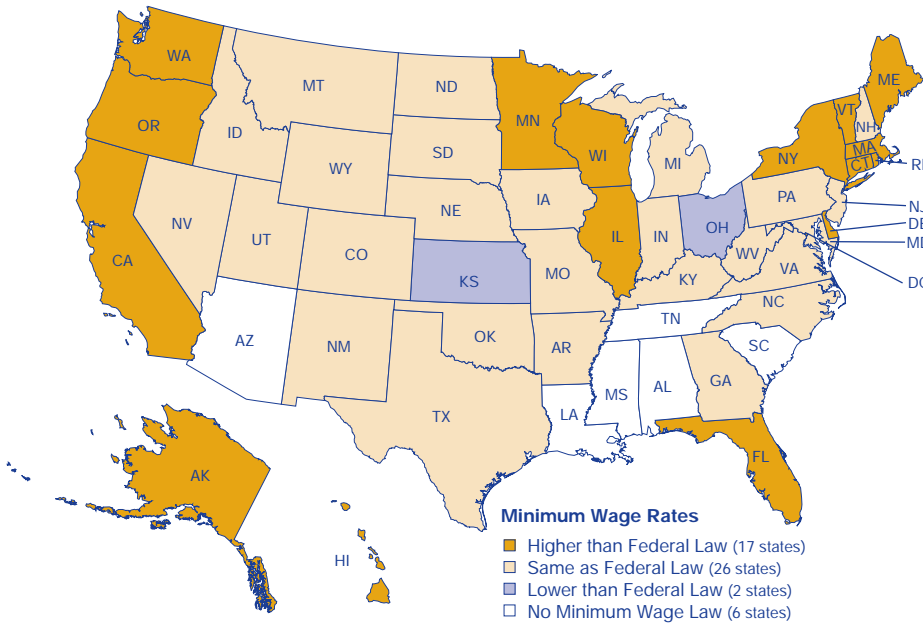 WA
MT
ND
MN
ME
VT
NH
OR
ID
SD
WI
MI
NY
MA
CT
RI
WY
IA
PA
NJ
NE
OH
DE
NV
UT
IL
IN
MD
CO
WV
CA
KS
MO
KY
VA
DC
NC
TN
AZ
NM
OK
AR
SC
TX
MS
AL
GA
LA
FL
AK
HI
Minimum Wage Rates
Higher than Federal Law (17 states)
Same as Federal Law (26 states)
Lower than Federal Law (2 states)
No Minimum Wage Law (6 states)